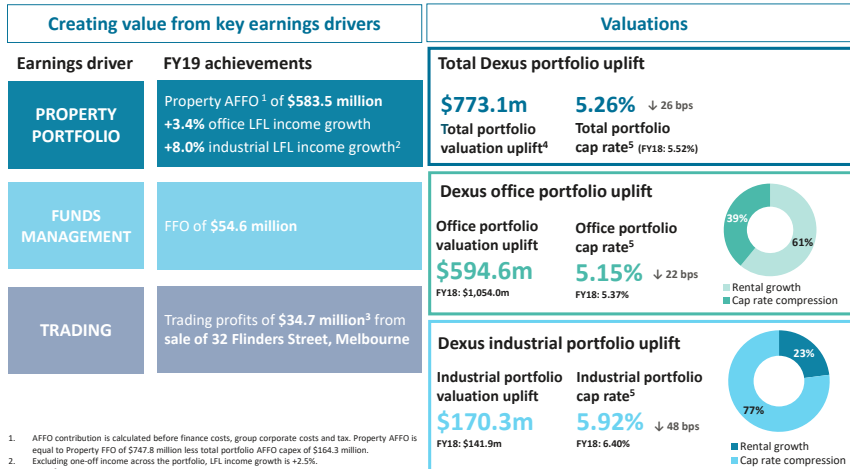 Creating value from key earnings drivers
Earnings driver
FY19 achievements
PROPERTY
PORTFOLIO
Property AFFO¹ of $583.5 million
+3.4% office LFL income growth
+8.0% industrial LFL income growth²
FUNDS
MANAGEMENT
FFO of $54.6 million
TRADING
Trading profits of $34.7 million³ from
sale of 32 Flinders Street, Melbourne
1. AFFO contribution is calculated before finance costs, group corporate costs and tax. Property AFFO is
equal to Property FFO of $747.8 million less total portfolio AFFO capex of $164.3 million.
2. Excluding one-off income across the portfolio, LFL income growth is +2.5%.
Valuations
Total Dexus portfolio uplift
$773.1m
Total portfolio
valuation uplift⁴
5.26% ↓ 26 bps
Total portfolio
cap rate⁵ (FY18: 5.52%)
Dexus office portfolio uplift
Office portfolio
valuation uplift
$594.6m
FY18: $1,054.0m
Office portfolio
cap rate⁵
5.15% ↓ 22 bps
FY18: 5.37%
39%
61%
Rental growth
Cap rate compression
Dexus industrial portfolio uplift
Industrial portfolio
valuation uplift
$170.3m
FY18: $141.9m
Industrial portfolio
cap rate⁵
5.92% ↓ 48 bps
FY18: 6.40%
23%
77%
Rental growth
Cap rate compression